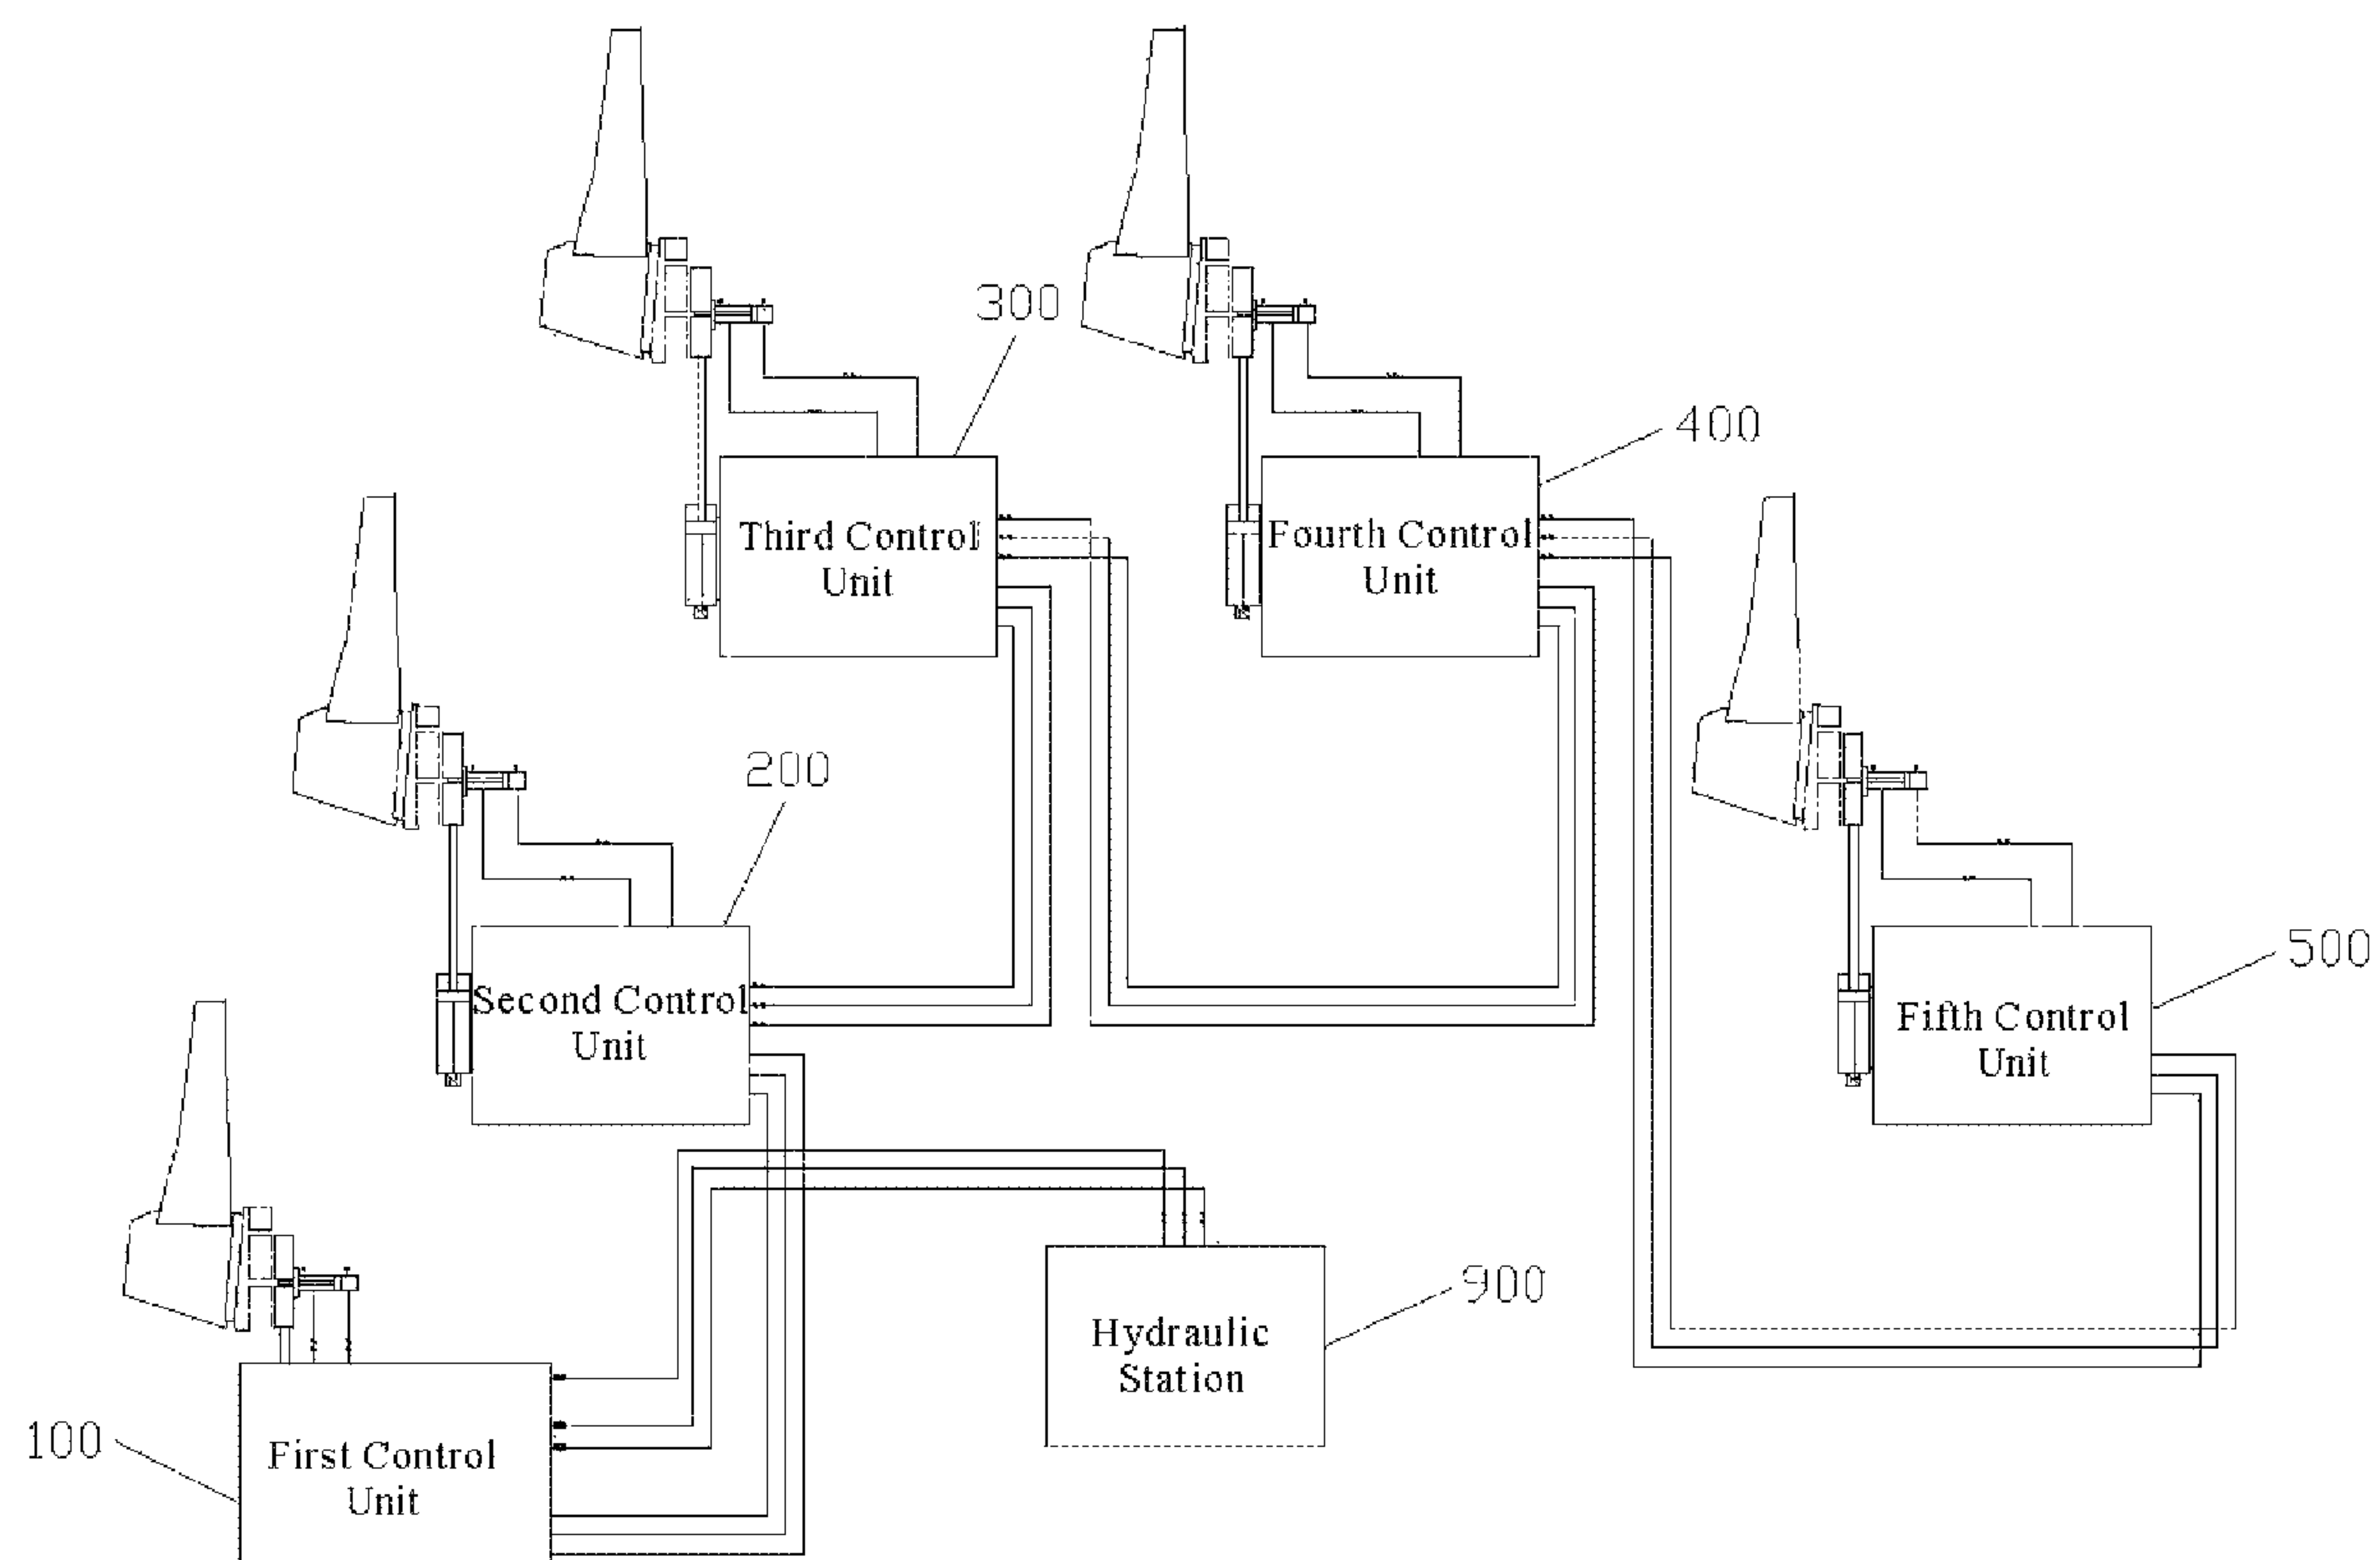 300
400
Third Control
Unit
Fourth Control
Unit
200
500
Second Control
Unit
Fifth Control
Unit
900
Hydraulic
Station
100
First Control
Unit